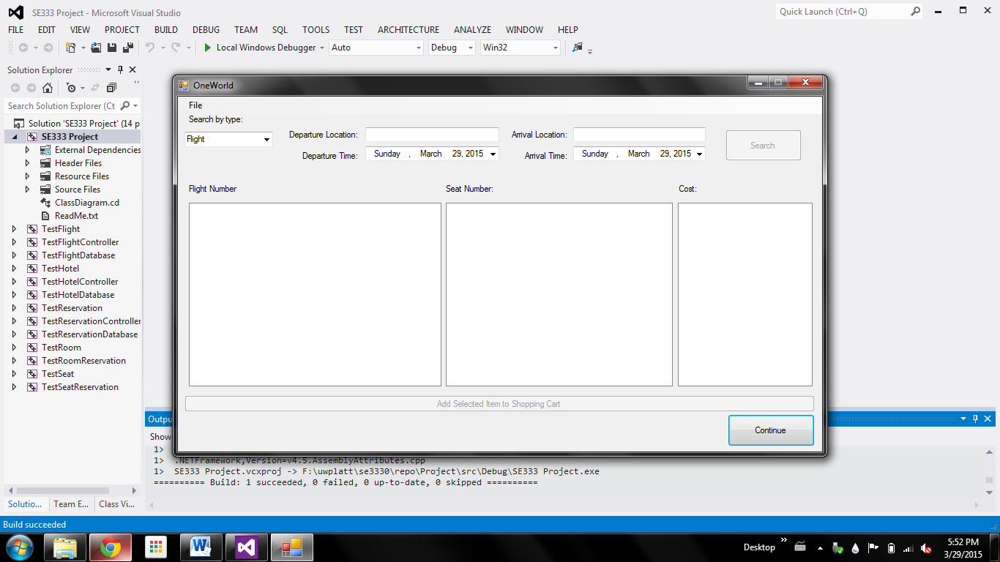 SE333 Project - Microsoft Visual Studio
Quick Launch (Ctrl+Q)
FILE EDIT VIEW PROJECT BUILD DEBUG TEAM SQL TOOLS TEST ARCHITECTURE ANALYZE WINDOW HELP
Local Windows Debugger Auto Debug Win32
Solution Explorer
Search Solution Explorer (Ct
Solution 'SE333 Project' (14 p
SE333 Project
External Dependencies
Header Files
Resource Files
Source Files
ClassDiagram.cd
ReadMe.txt
TestFlight
TestFlightController
TestFlightDatabase
TestHotel
TestHotelController
TestHotelDatabase
TestReservation
TestReservationController
TestReservationDatabase
TestRoom
TestRoomReservation
TestSeat
TestSeatReservation
Solutio... Team E... Class Vi...
OneWorld
File
Search by type:
Flight
Departure Location:
Arrival Location:
Search
Departure Time: Sunday , March 29, 2015
Arrival Time: Sunday , March 29, 2015
Flight Number Seat Number: Cost:
Add Selected Item to Shopping Cart
Continue
Outpu
Show
1>
1> .NETFramework,Version=v4.5.AssemblyAttributes.cpp
1> SE333 Project.vcxproj -> F:\uwplatt\se3330\repo\Project\src\Debug\SE333 Project.exe
========== Build: 1 succeeded, 0 failed, 0 up-to-date, 0 skipped ==========
Build succeeded
Desktop
5:52 PM
3/29/2015